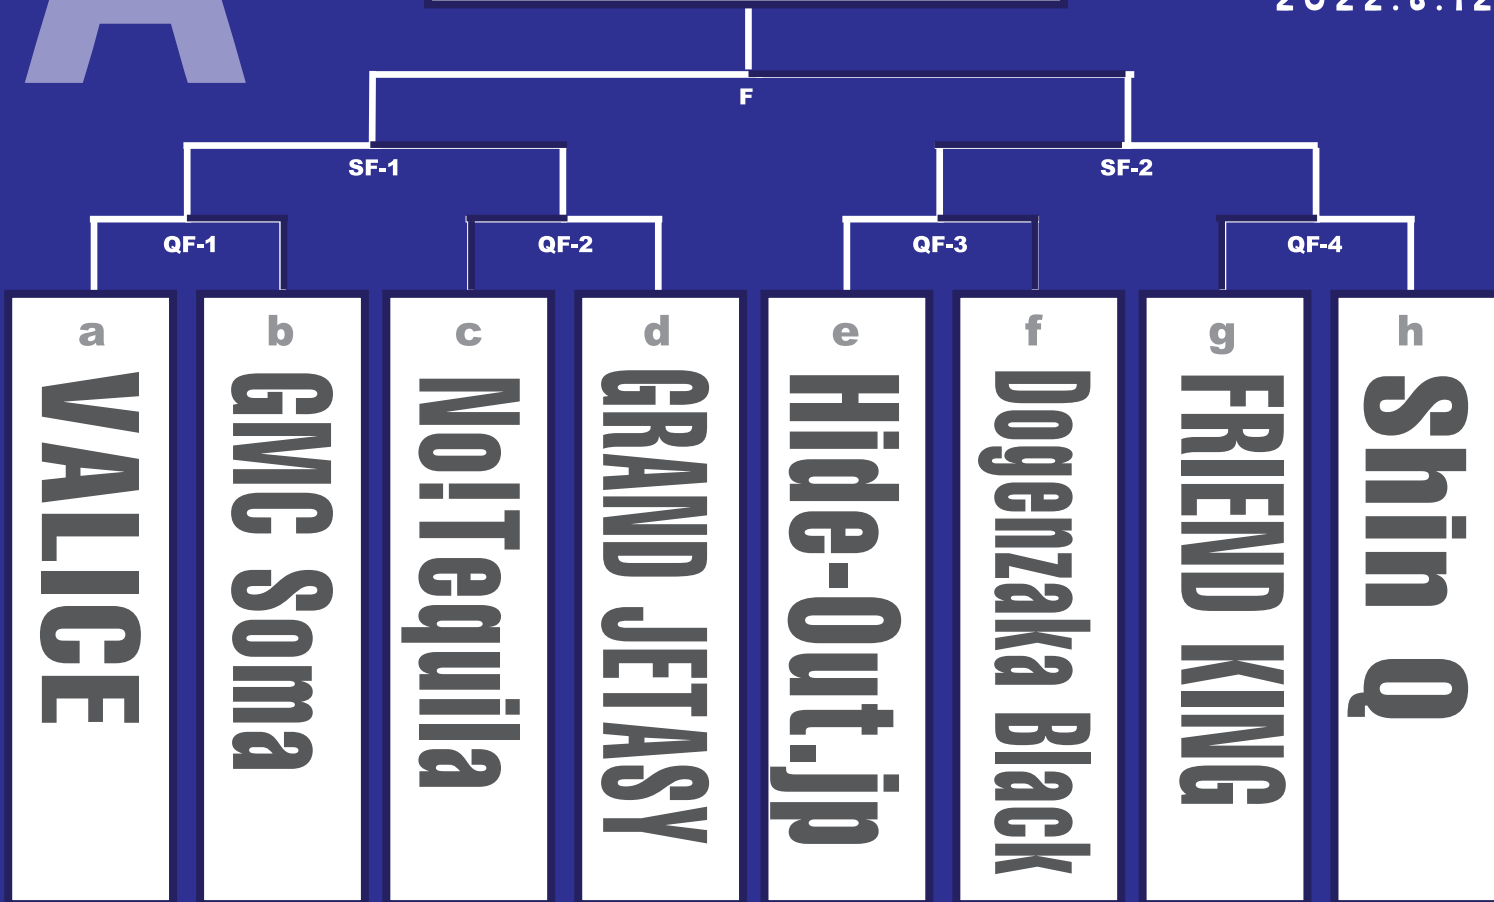 A
F
SF-1
SF-2
QF-1
QF-2
QF-3
QF-4
a
VALICE
b
GMC Soma
c
No!Tequila
d
GRAND JETASY
e
Hide-Out.jp
f
Dogenzaka Black
g
FRIEND KING
h
Shin Q